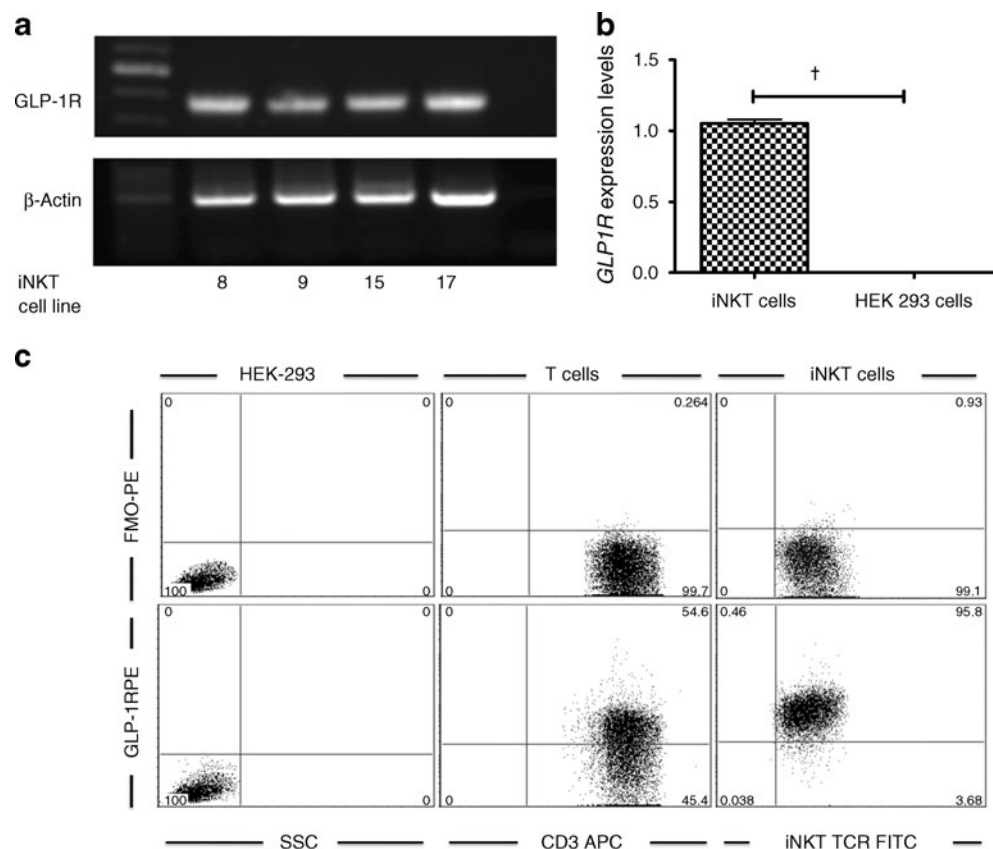 a
GLP-1R
β-Actin
iNKT
cell line
8 9 15 17
b
GLP1R expression levels
1.5
1.0
0.5
0.0
†
iNKT cells HEK 293 cells
c
HEK-293 T cells iNKT cells
FMO-PE
0 0
100 0
0 0.264
0 99.7
0 0.93
0 99.1
GLP-1RPE
0 0
100 0
0 54.6
0 45.4
0.46 95.8
0.038 3.68
SSC CD3 APC iNKT TCR FITC